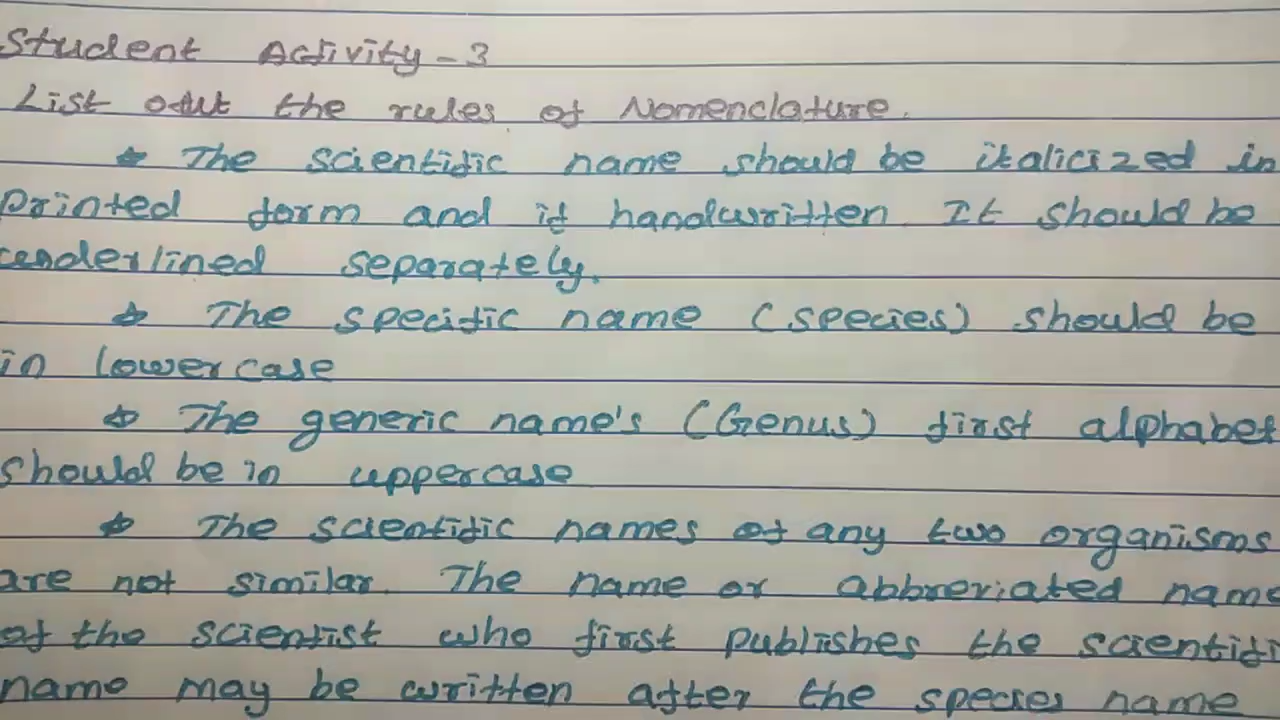 Student Activity - 3
List out the rules of Nomenclature.
☆ The scientific name should be italicized in
printed form and if handwritten. It should be
underlined separately.
☆ The specific name (species) should be
in lower case
☆ The generic name's (Genus) first alphabet
should be in uppercase
☆ The scientific names of any two organisms
are not similar. The name or abbreviated name
of the scientist who first publishes the scientifi
name may be written after the species name